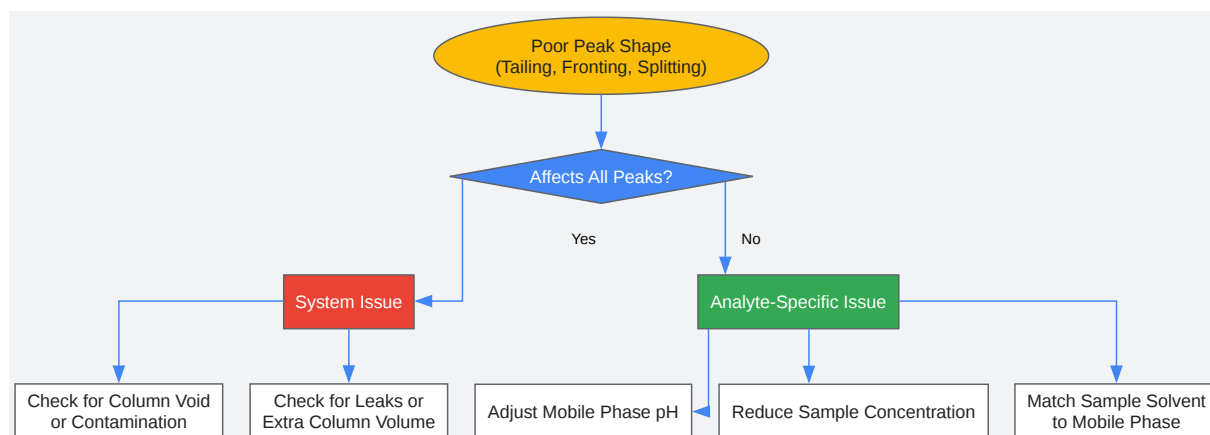 Poor Peak Shape
(Tailing, Fronting, Splitting)
Affects All Peaks?
Yes
No
System Issue
Analyte-Specific Issue
Check for Column Void
or Contamination
Check for Leaks or
Extra Column Volume
Adjust Mobile Phase pH
Reduce Sample Concentration
Match Sample Solvent
to Mobile Phase